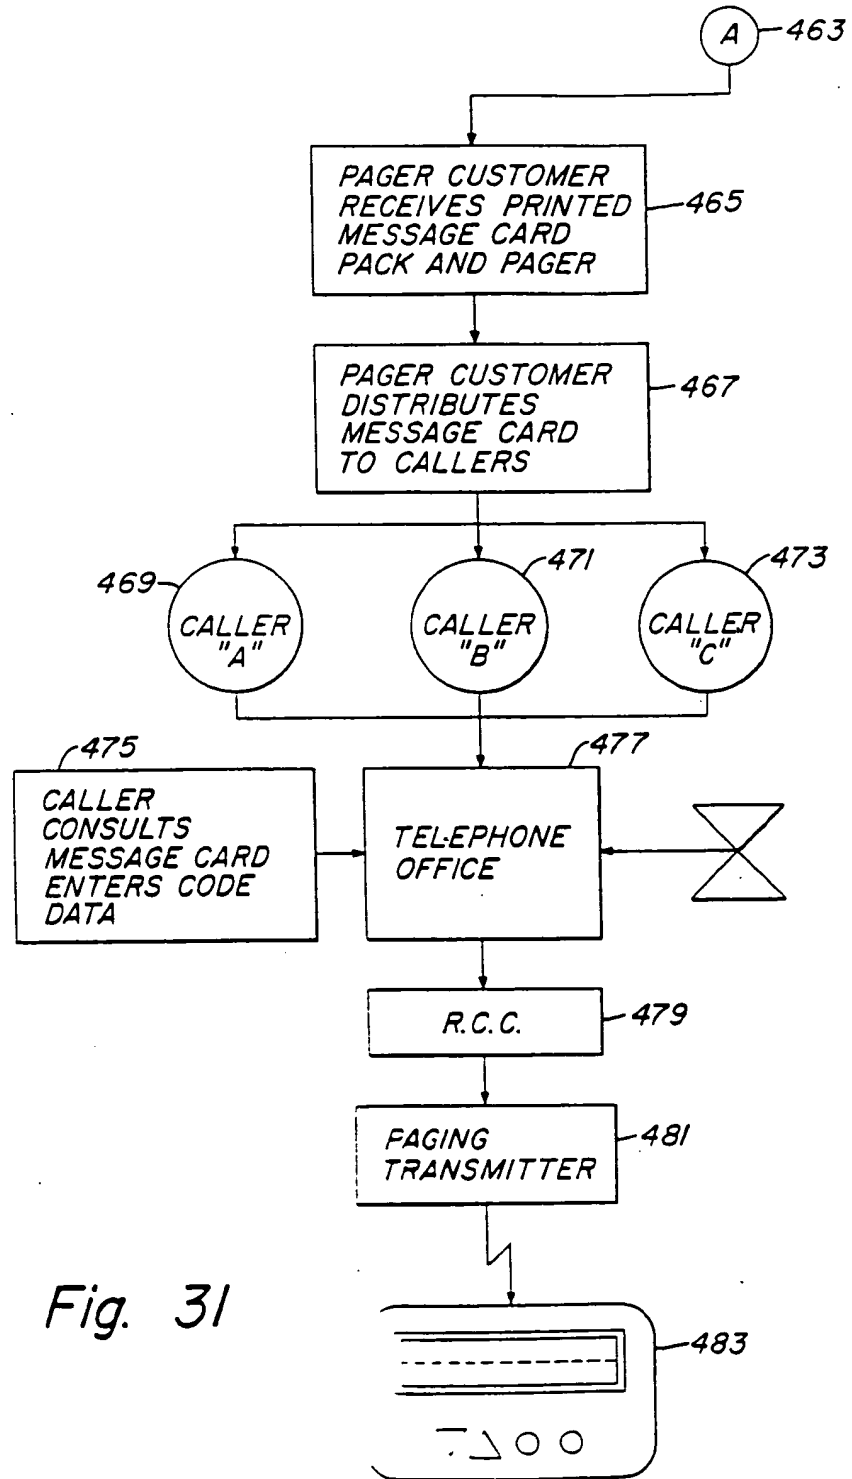 A
463
PAGER CUSTOMER
RECEIVES PRINTED
MESSAGE CARD
PACK AND PAGER
465
PAGER CUSTOMER
DISTRIBUTES
MESSAGE CARD
TO CALLERS
467
469
CALLER
"A"
471
CALLER
"B"
473
CALLER
"C"
475
CALLER
CONSULTS
MESSAGE CARD
ENTERS CODE
DATA
477
TELEPHONE
OFFICE
R.C.C.
479
PAGING
TRANSMITTER
481
483
Fig. 31